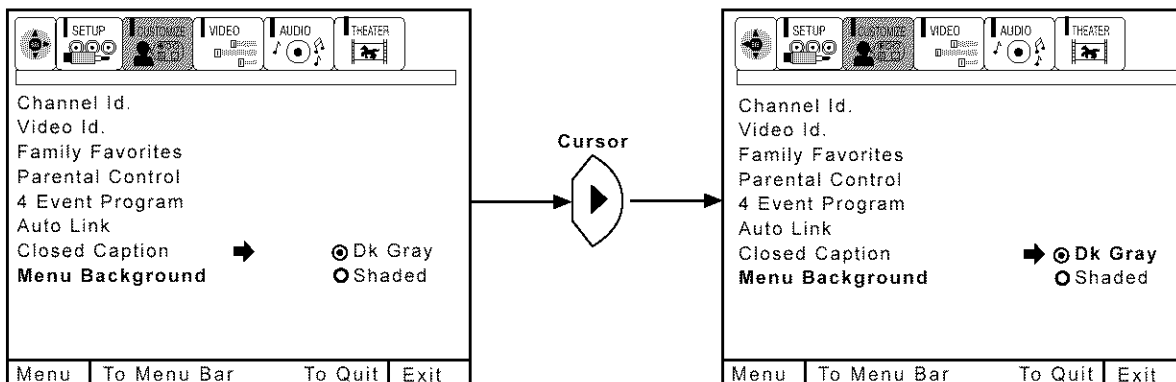 SETUP CUSTOMIZE VIDEO AUDIO THEATER
Channel Id.
Video Id.
Family Favorites
Parental Control
4 Event Program
Auto Link
Closed Caption Dk Gray
Menu Background Shaded
Menu To Menu Bar To Quit Exit
Cursor
SETUP CUSTOMIZE VIDEO AUDIO THEATER
Channel Id.
Video Id.
Family Favorites
Parental Control
4 Event Program
Auto Link
Closed Caption Dk Gray
Menu Background Shaded
Menu To Menu Bar To Quit Exit